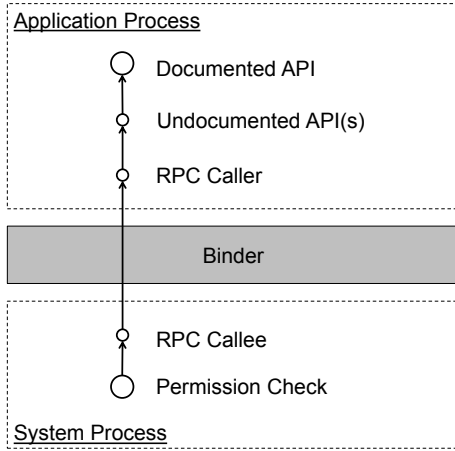 Application Process
Documented API
Undocumented API(s)
RPC Caller
Binder
RPC Callee
Permission Check
System Process